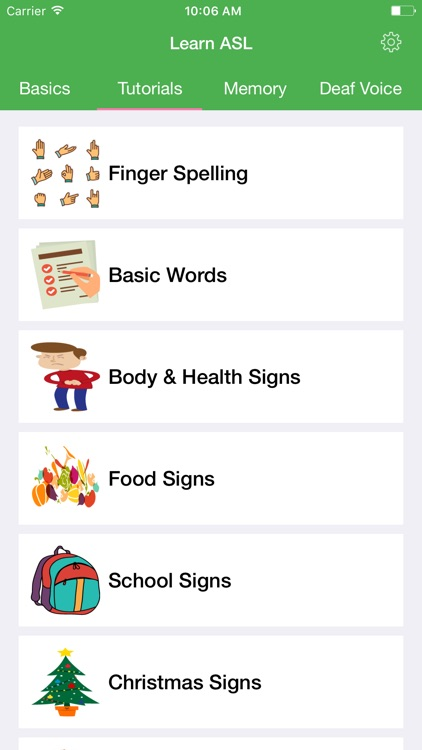 Carrier 10:06 AM
Learn ASL
Basics Tutorials Memory Deaf Voice
Finger Spelling
Basic Words
Body & Health Signs
Food Signs
School Signs
Christmas Signs